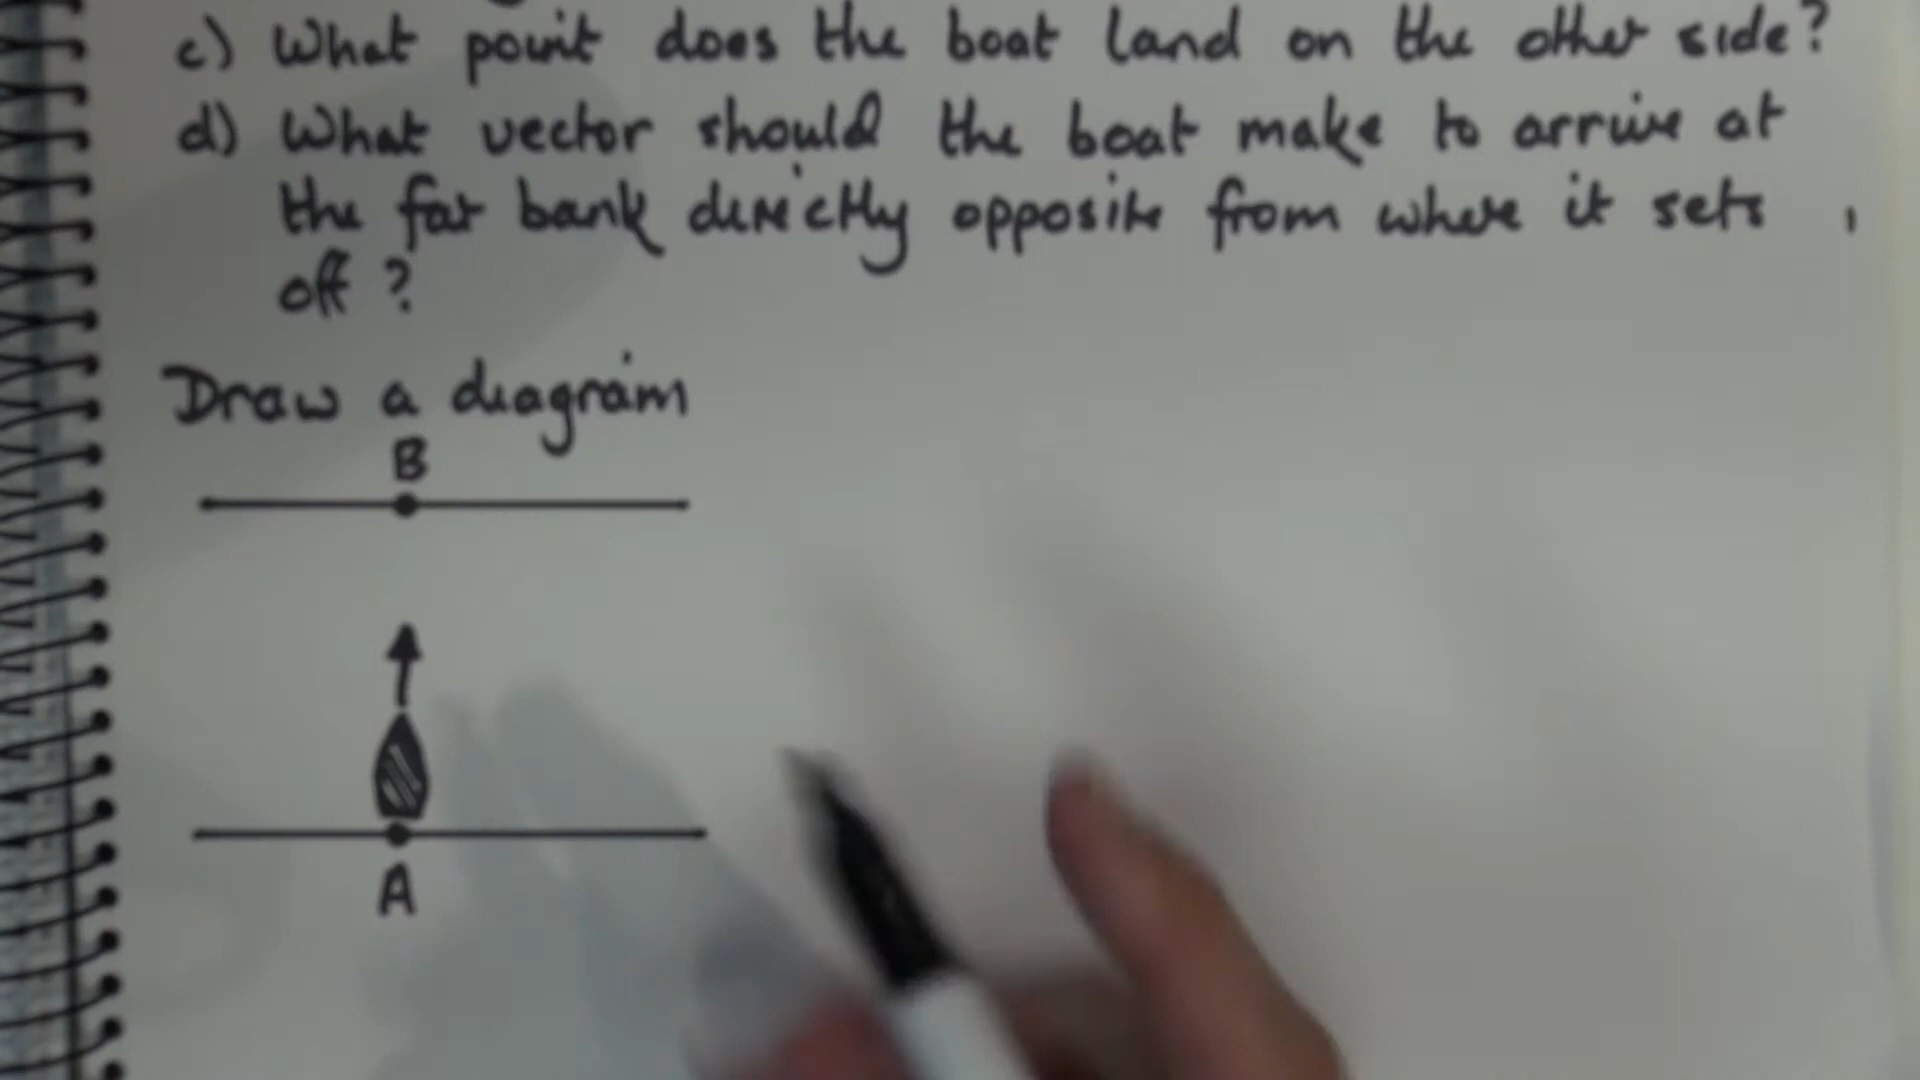 c) What point does the boat land on the other side?
d) What vector should the boat make to arrive at
the far bank directly opposite from where it sets
off ?
Draw a diagram
B
A